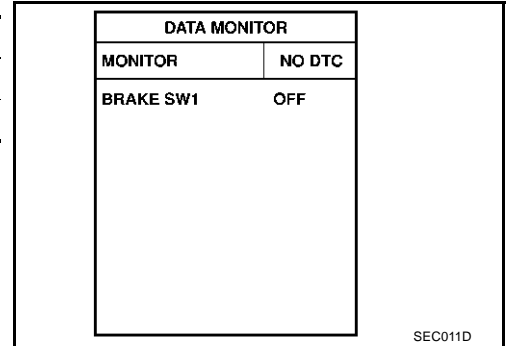 DATA MONITOR
MONITOR NO DTC
BRAKE SW1 OFF
SEC011D